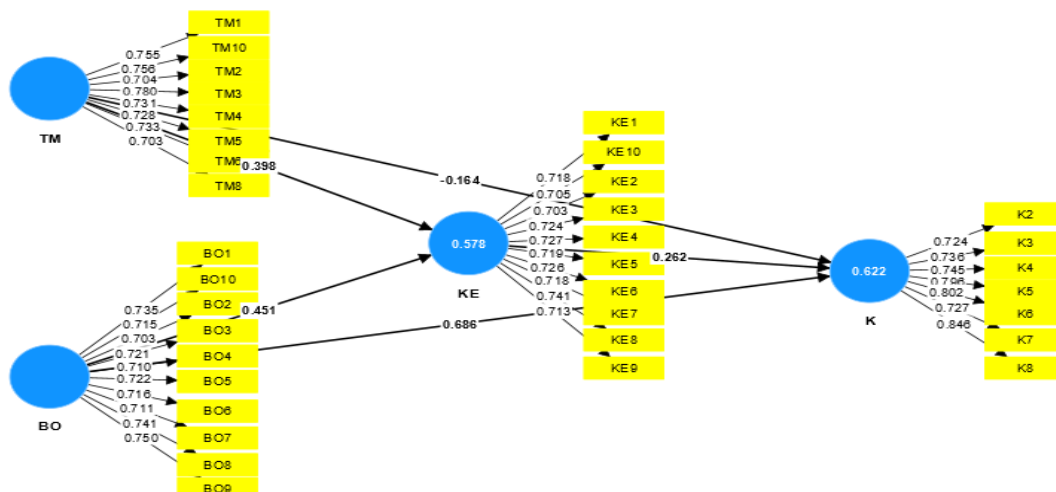 TM1
TM10
TM2
TM3
TM4
TM5
TM6
TM8
0.755
0.756
0.704
0.780
0.731
0.728
0.733
0.703
TM
0.398
-0.164
BO1
BO10
BO2
BO3
BO4
BO5
BO6
BO7
BO8
BO9
0.735
0.715
0.703
0.721
0.710
0.722
0.716
0.711
0.741
0.750
BO
0.451
0.686
KE1
KE10
KE2
KE3
KE4
KE5
KE6
KE7
KE8
KE9
0.718
0.705
0.703
0.724
0.727
0.719
0.726
0.718
0.741
0.713
0.578
KE
0.262
K2
K3
K4
K5
K6
K7
K8
0.724
0.736
0.745
0.796
0.802
0.727
0.846
0.622
K